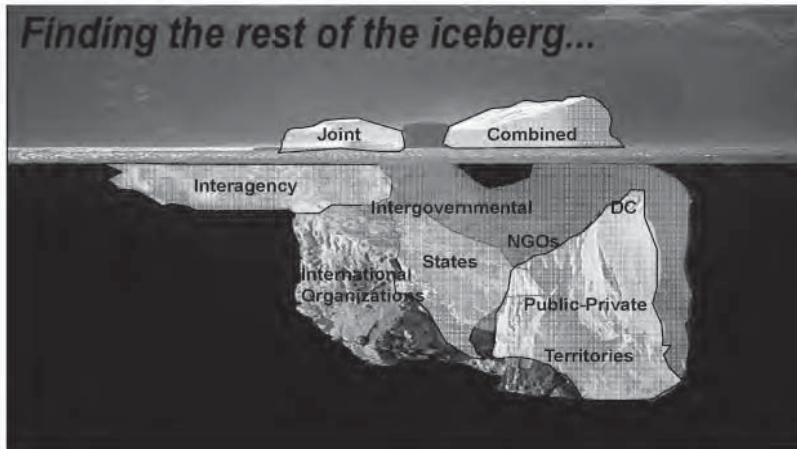 Finding the rest of the iceberg...
Joint
Combined
Interagency
Intergovernmental
DC
NGOs
States
International
Organizations
Public-Private
Territories